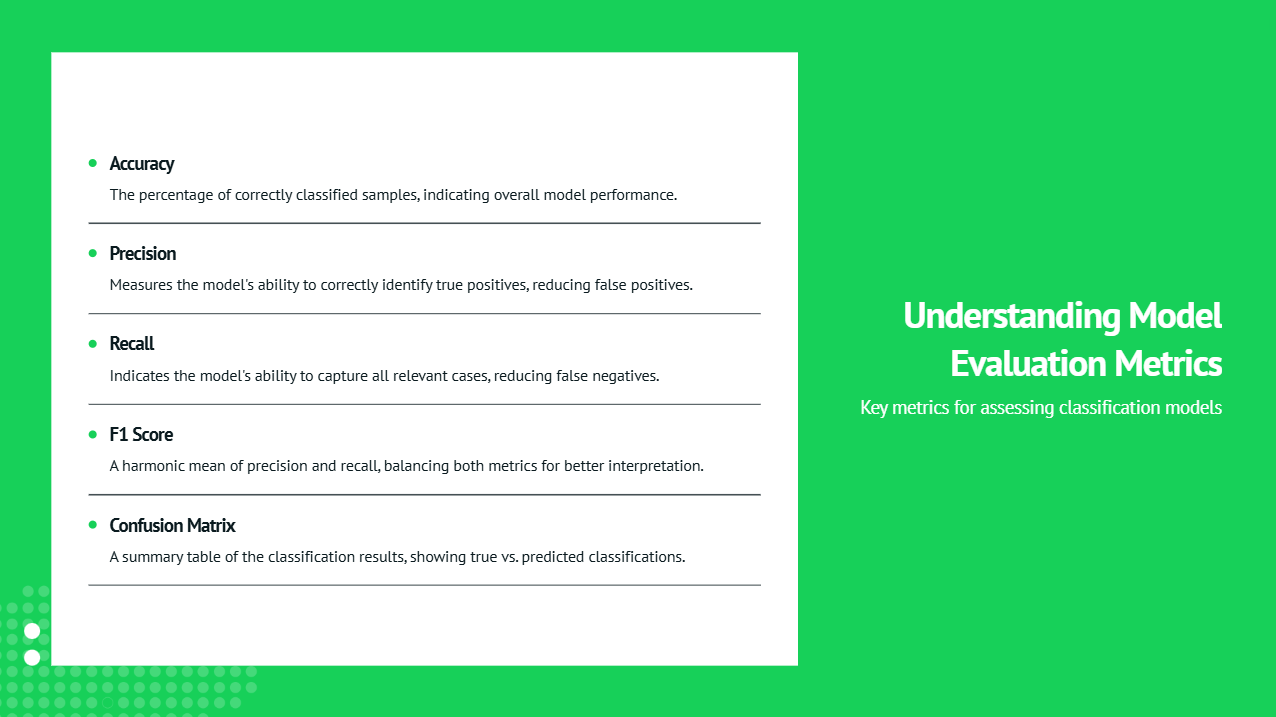 Accuracy
The percentage of correctly classified samples, indicating overall model performance.
Precision
Measures the model's ability to correctly identify true positives, reducing false positives.
Recall
Indicates the model's ability to capture all relevant cases, reducing false negatives.
F1 Score
A harmonic mean of precision and recall, balancing both metrics for better interpretation.
Confusion Matrix
A summary table of the classification results, showing true vs. predicted classifications.
Understanding Model
Evaluation Metrics
Key metrics for assessing classification models